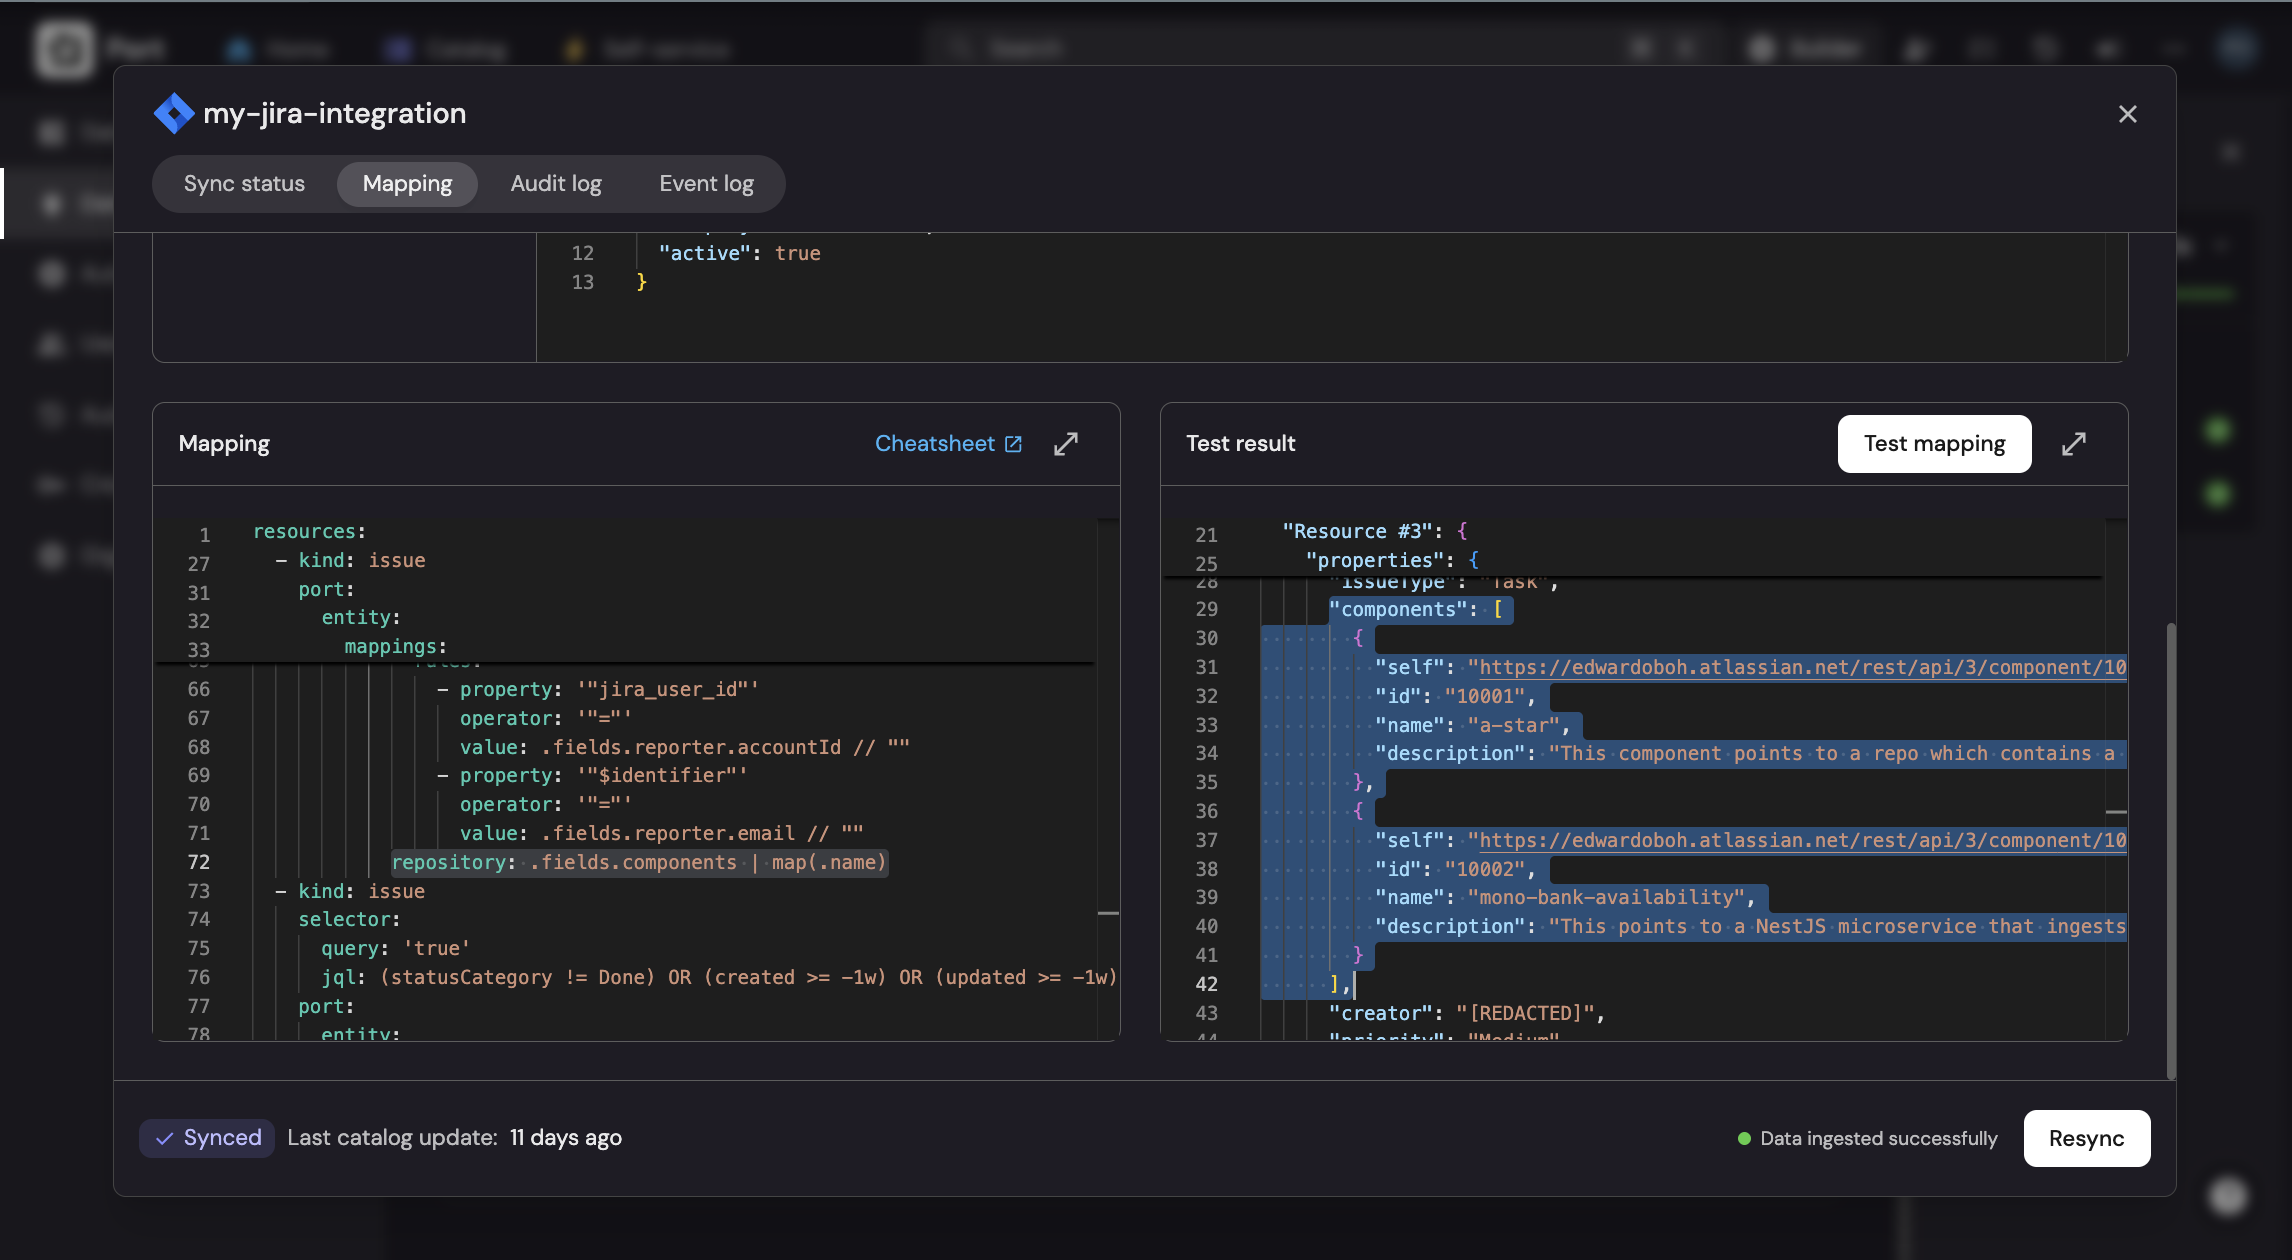 Port
Home
Catalog
Self-service
Search
Builder
my-jira-integration
Sync status
Mapping
Audit log
Event log
12 "active": true
13 }
Mapping
Cheatsheet
1 resources:
27 - kind: issue
31 port:
32 entity:
33 mappings:
66 - property: '"jira_user_id"'
67 operator: '"="'
68 value: .fields.reporter.accountId // ""
69 - property: '"$identifier"'
70 operator: '"="'
71 value: .fields.reporter.email // ""
72 repository: .fields.components | map(.name)
73 - kind: issue
74 selector:
75 query: 'true'
76 jql: (statusCategory != Done) OR (created >= -1w) OR (updated >= -1w)
77 port:
78 entity:
Test result
Test mapping
21 "Resource #3": {
25 "properties": {
28 "issueType": "Task",
29 "components": [
30 {
31 "self": "https://edwardoboh.atlassian.net/rest/api/3/component/10
32 "id": "10001",
33 "name": "a-star",
34 "description": "This component points to a repo which contains a
35 },
36 {
37 "self": "https://edwardoboh.atlassian.net/rest/api/3/component/10
38 "id": "10002",
39 "name": "mono-bank-availability",
40 "description": "This points to a NestJS microservice that ingests
41 }
42 ],
43 "creator": "[REDACTED]",
44 "priority": "Medium"
Synced
Last catalog update: 11 days ago
Data ingested successfully
Resync